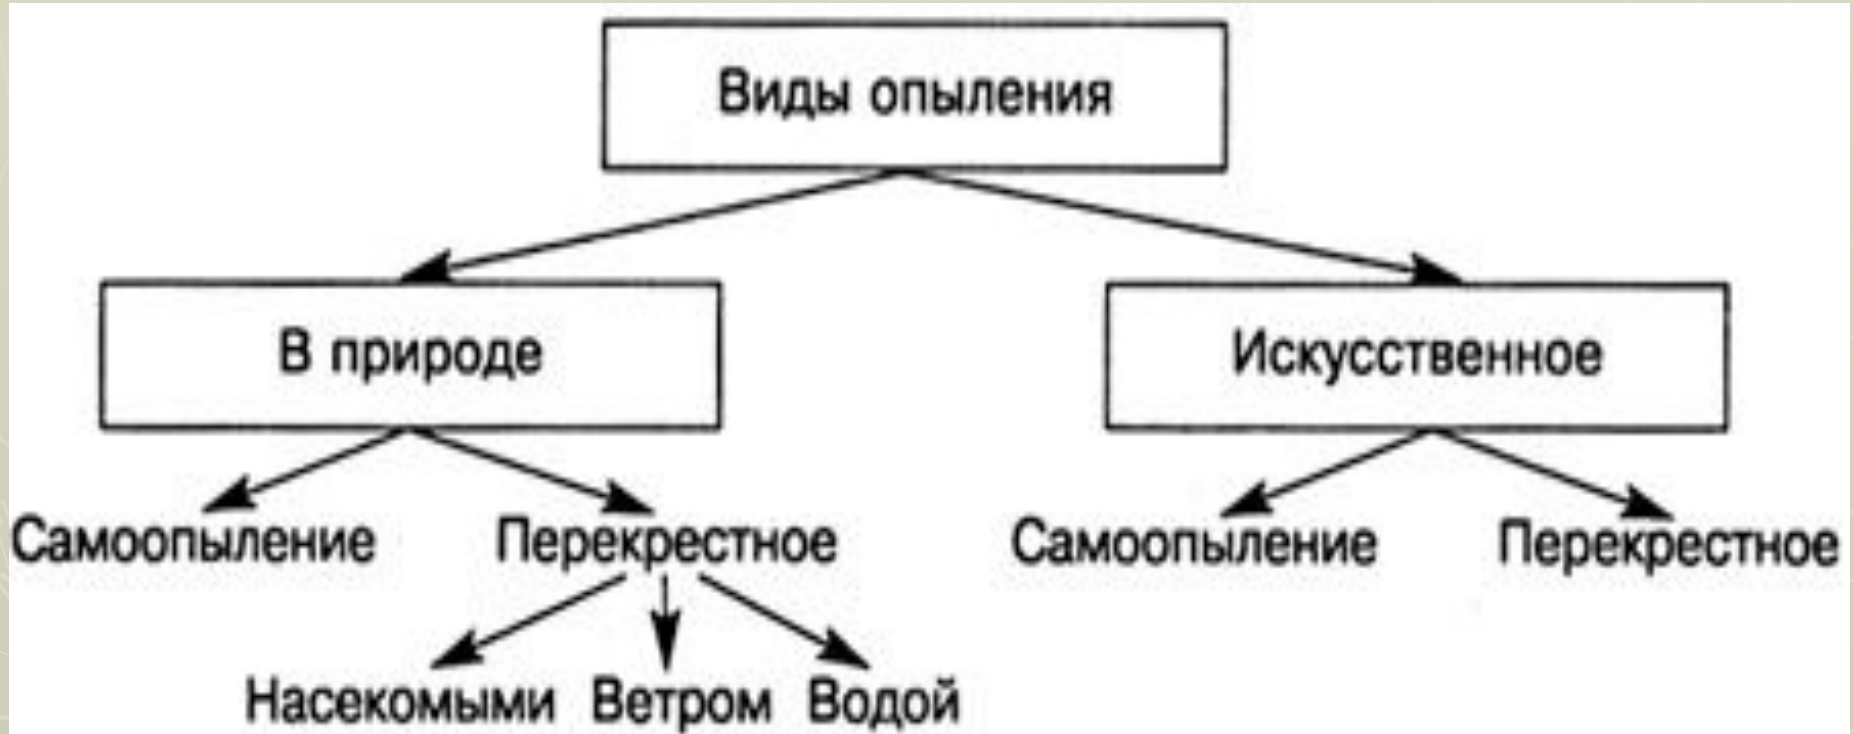 Виды опыления
В природе
Искусственное
Самоопыление
Перекрестное
Самоопыление
Перекрестное
Насекомыми
Ветром
Водой